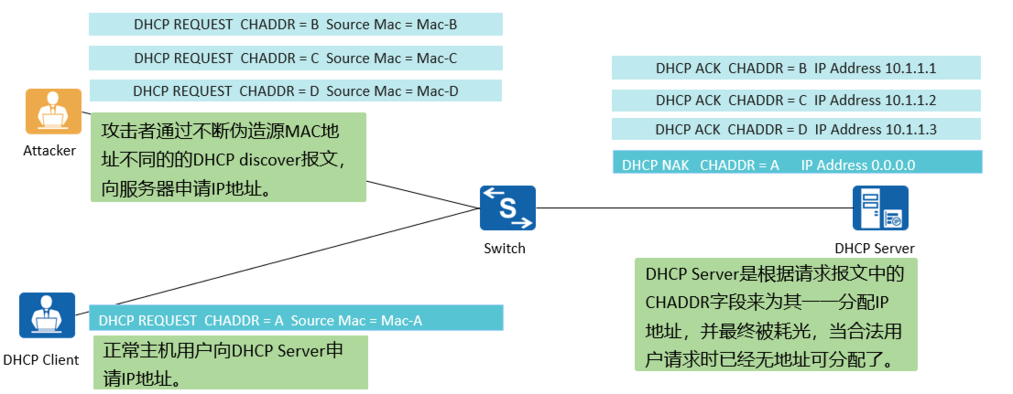 DHCP REQUEST CHADDR = B Source Mac = Mac-B
DHCP REQUEST CHADDR = C Source Mac = Mac-C
DHCP REQUEST CHADDR = D Source Mac = Mac-D
Attacker
攻击者通过不断伪造源MAC地
址不同的的DHCP discover报文，
向服务器申请IP地址。
DHCP ACK CHADDR = B IP Address 10.1.1.1
DHCP ACK CHADDR = C IP Address 10.1.1.2
DHCP ACK CHADDR = D IP Address 10.1.1.3
DHCP NAK CHADDR = A IP Address 0.0.0.0
S
Switch
DHCP Server
DHCP Server是根据请求报文中的
CHADDR字段来为其一一分配IP
地址，并最终被耗光，当合法用
户请求时已经无地址可分配了。
DHCP REQUEST CHADDR = A Source Mac = Mac-A
DHCP Client
正常主机用户向DHCP Server申
请IP地址。